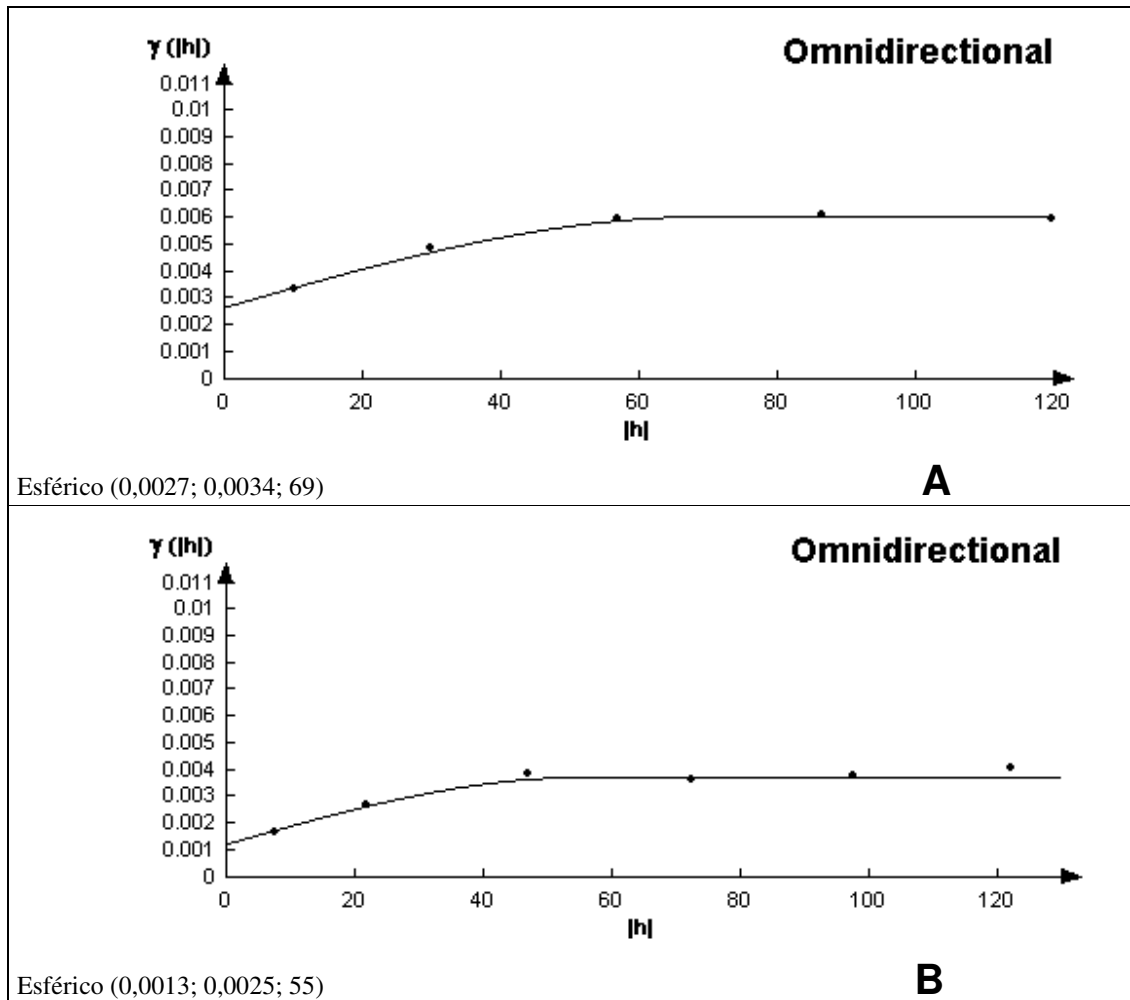 γ (|h|)
Omnidirectional
0.011
0.01
0.009
0.008
0.007
0.006
0.005
0.004
0.003
0.002
0.001
0
0 20 40 60 80 100 120
|h|
Esférico (0,0027; 0,0034; 69)
A
γ (|h|)
Omnidirectional
0.011
0.01
0.009
0.008
0.007
0.006
0.005
0.004
0.003
0.002
0.001
0
0 20 40 60 80 100 120
|h|
Esférico (0,0013; 0,0025; 55)
B